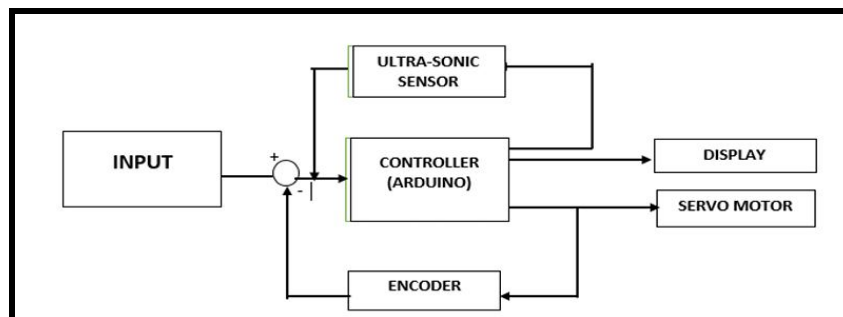 ULTRA-SONIC
SENSOR
INPUT
+
-
CONTROLLER
(ARDUINO)
DISPLAY
SERVO MOTOR
ENCODER